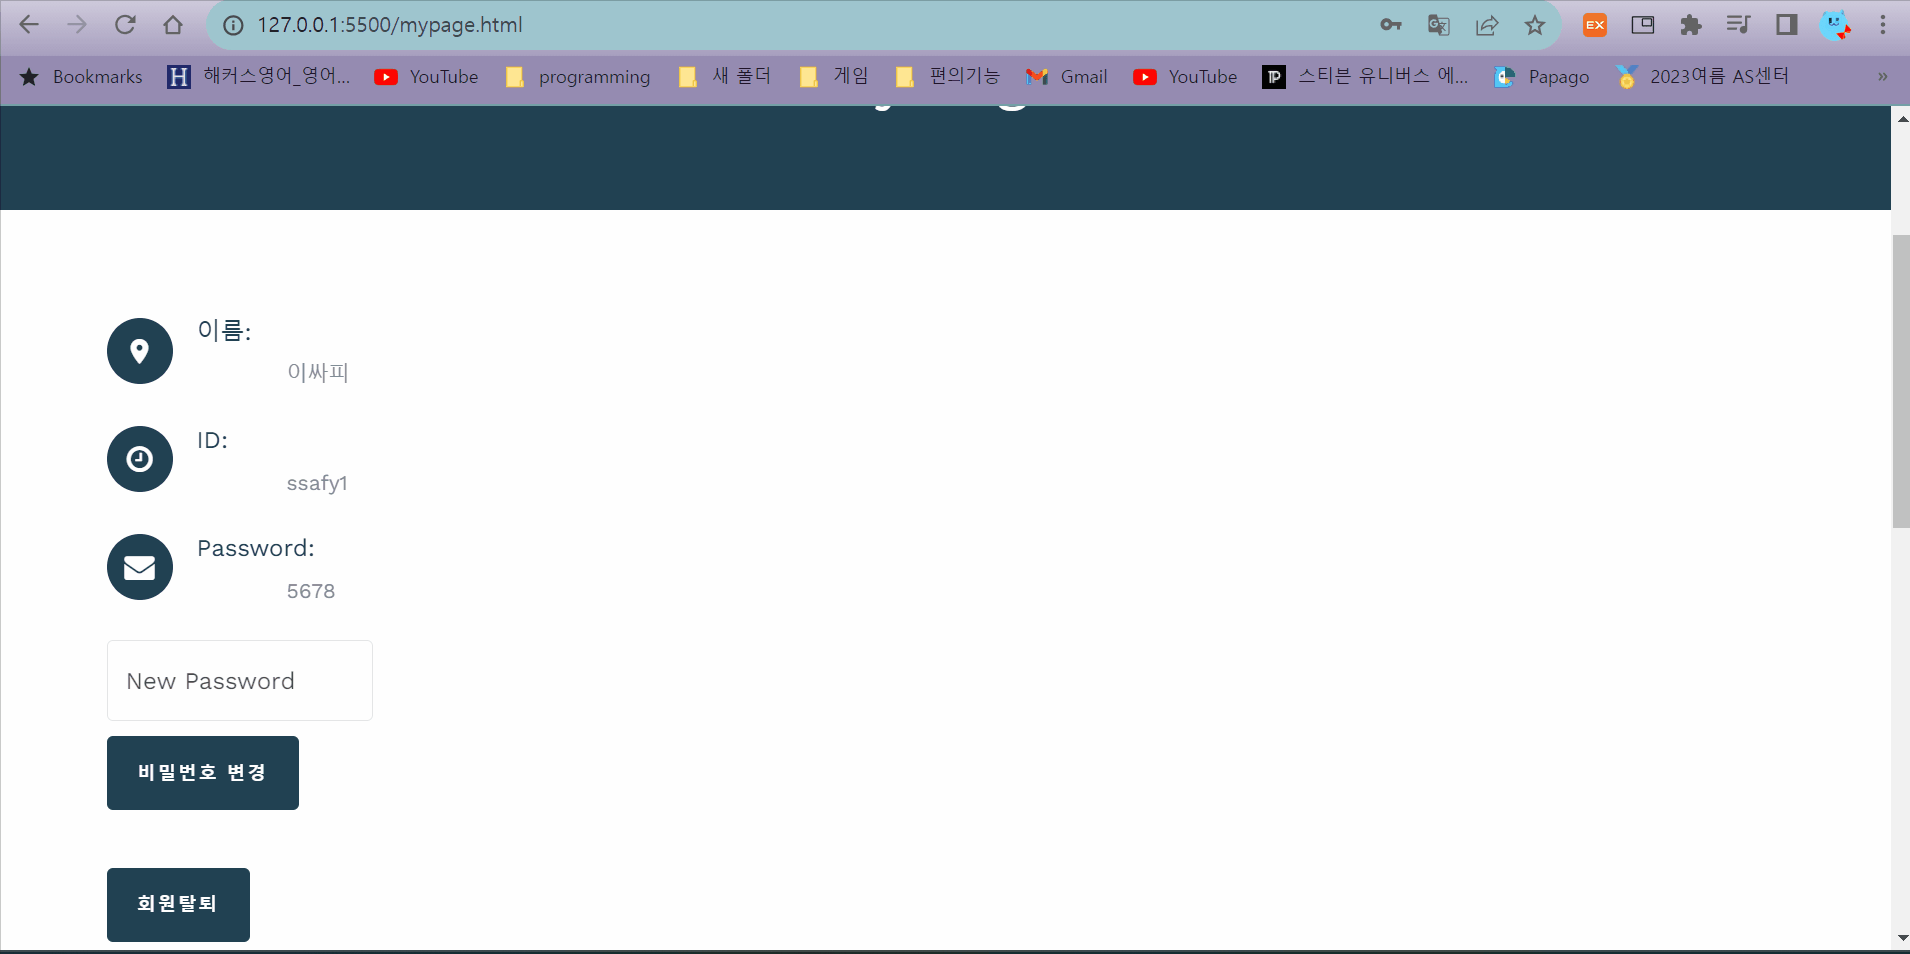 127.0.0.1:5500/mypage.html
EX
Bookmarks H 해커스영어_영어... YouTube programming 새 폴더 게임 편의기능 Gmail YouTube TP 스티븐 유니버스 에... Papago 2023여름 AS센터 »
이름:
이싸피
ID:
ssafy1
Password:
5678
New Password
비밀번호 변경
회원탈퇴